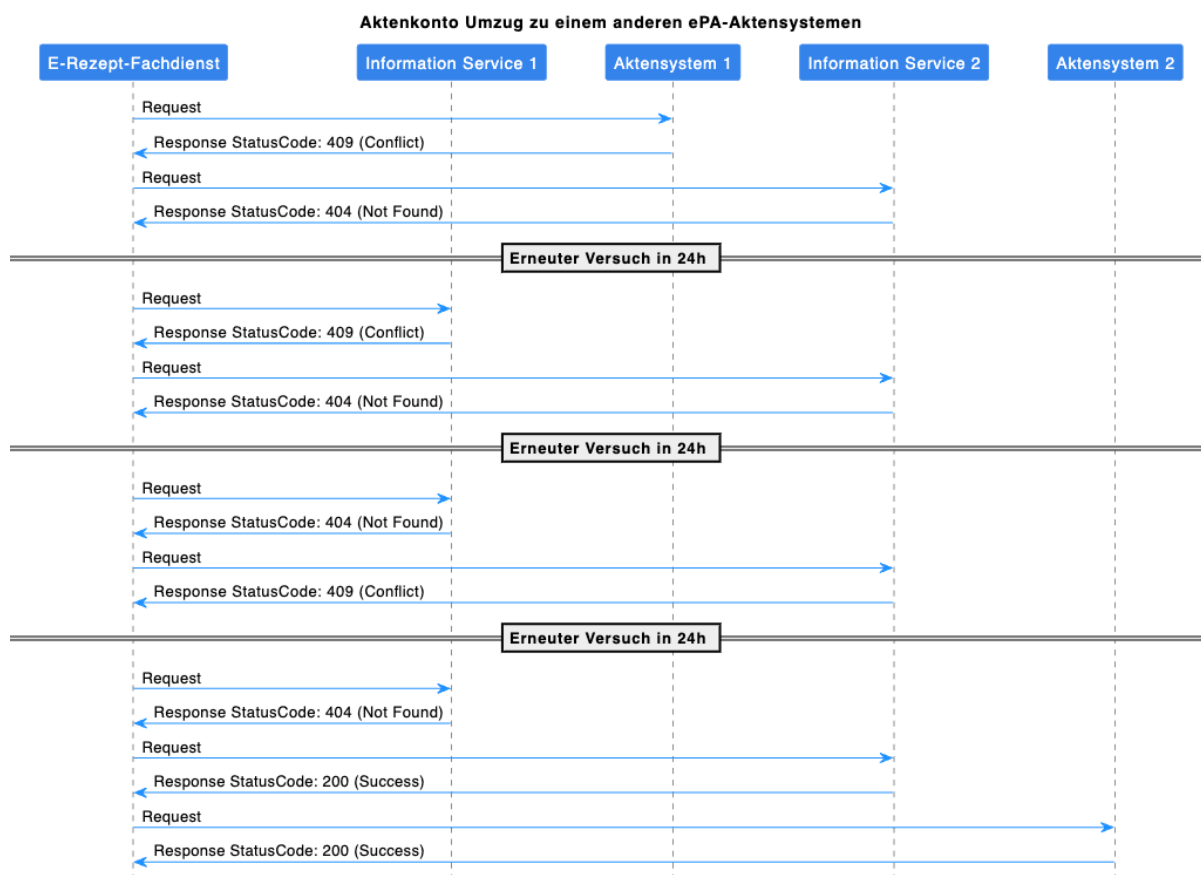 Aktenkonto Umzug zu einem anderen ePA-Aktensystemen
E-Rezept-Fachdienst Information Service 1 Aktensystem 1 Information Service 2 Aktensystem 2
Request
Response StatusCode: 409 (Conflict)
Request
Response StatusCode: 404 (Not Found)
Erneuter Versuch in 24h
Request
Response StatusCode: 409 (Conflict)
Request
Response StatusCode: 404 (Not Found)
Erneuter Versuch in 24h
Request
Response StatusCode: 404 (Not Found)
Request
Response StatusCode: 409 (Conflict)
Erneuter Versuch in 24h
Request
Response StatusCode: 404 (Not Found)
Request
Response StatusCode: 200 (Success)
Request
Response StatusCode: 200 (Success)